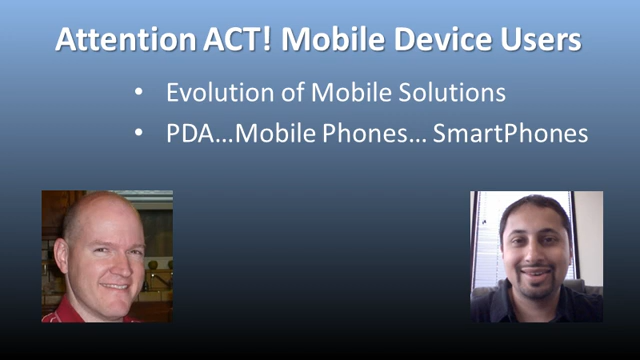 Attention ACT! Mobile Device Users
• Evolution of Mobile Solutions
• PDA…Mobile Phones… SmartPhones